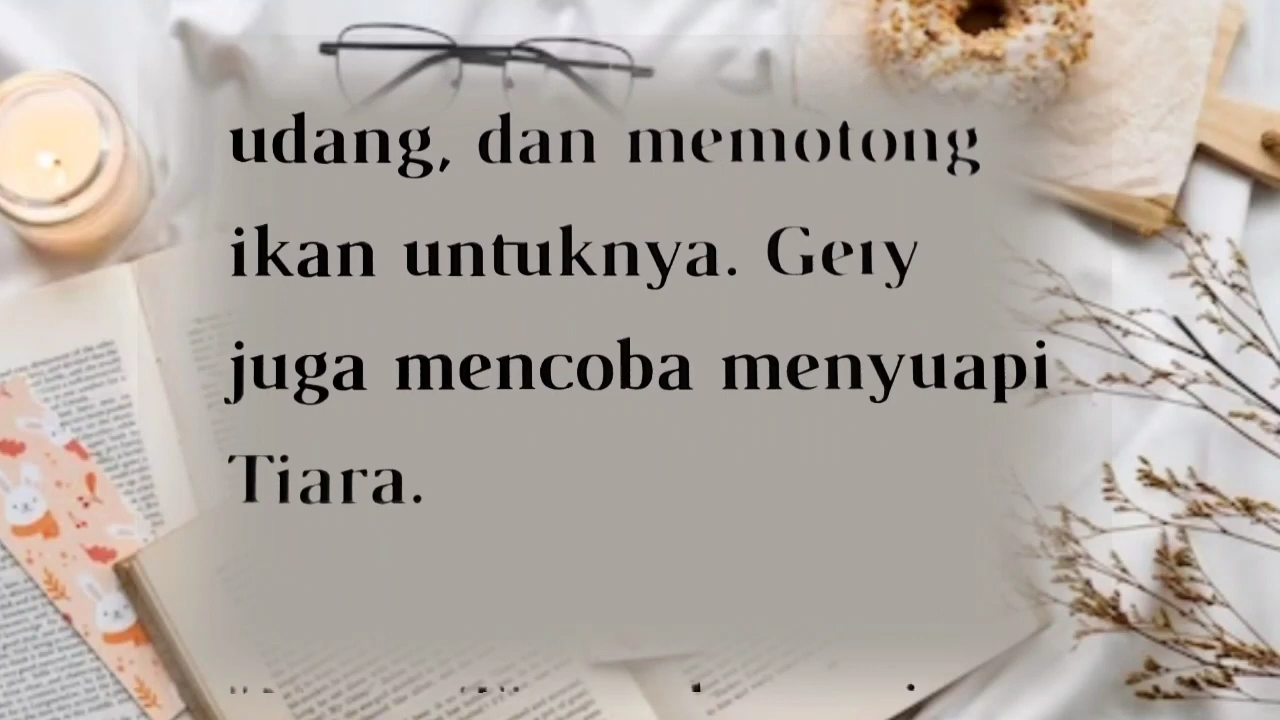 udang, dan memotong
ikan untuknya. Gery
juga mencoba menyuapi
Tiara.